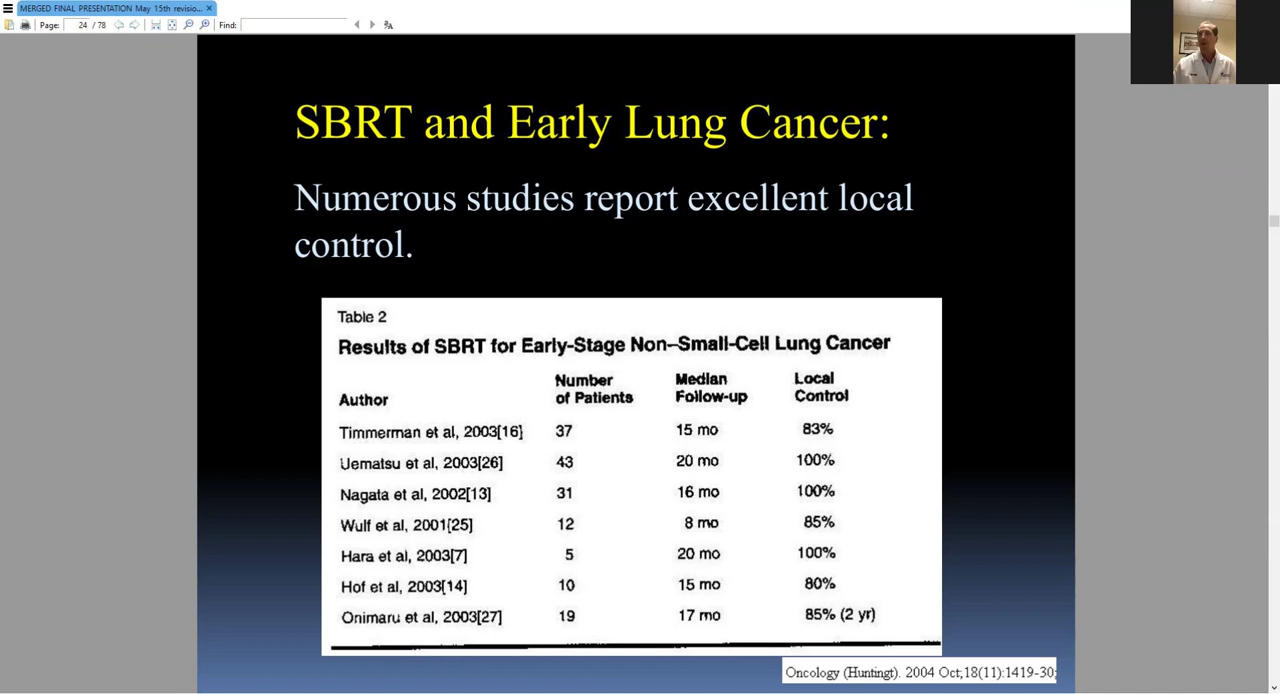 MERGED FINAL PRESENTATION May 15th revisio...
Page: 24 / 78 Find:
SBRT and Early Lung Cancer:
Numerous studies report excellent local
control.
Table 2
Results of SBRT for Early-Stage Non–Small-Cell Lung Cancer
Author Number of Patients Median Follow-up Local Control
Timmerman et al, 2003[16] 37 15 mo 83%
Uematsu et al, 2003[26] 43 20 mo 100%
Nagata et al, 2002[13] 31 16 mo 100%
Wulf et al, 2001[25] 12 8 mo 85%
Hara et al, 2003[7] 5 20 mo 100%
Hof et al, 2003[14] 10 15 mo 80%
Onimaru et al, 2003[27] 19 17 mo 85% (2 yr)
Oncology (Huntingt). 2004 Oct;18(11):1419-30;